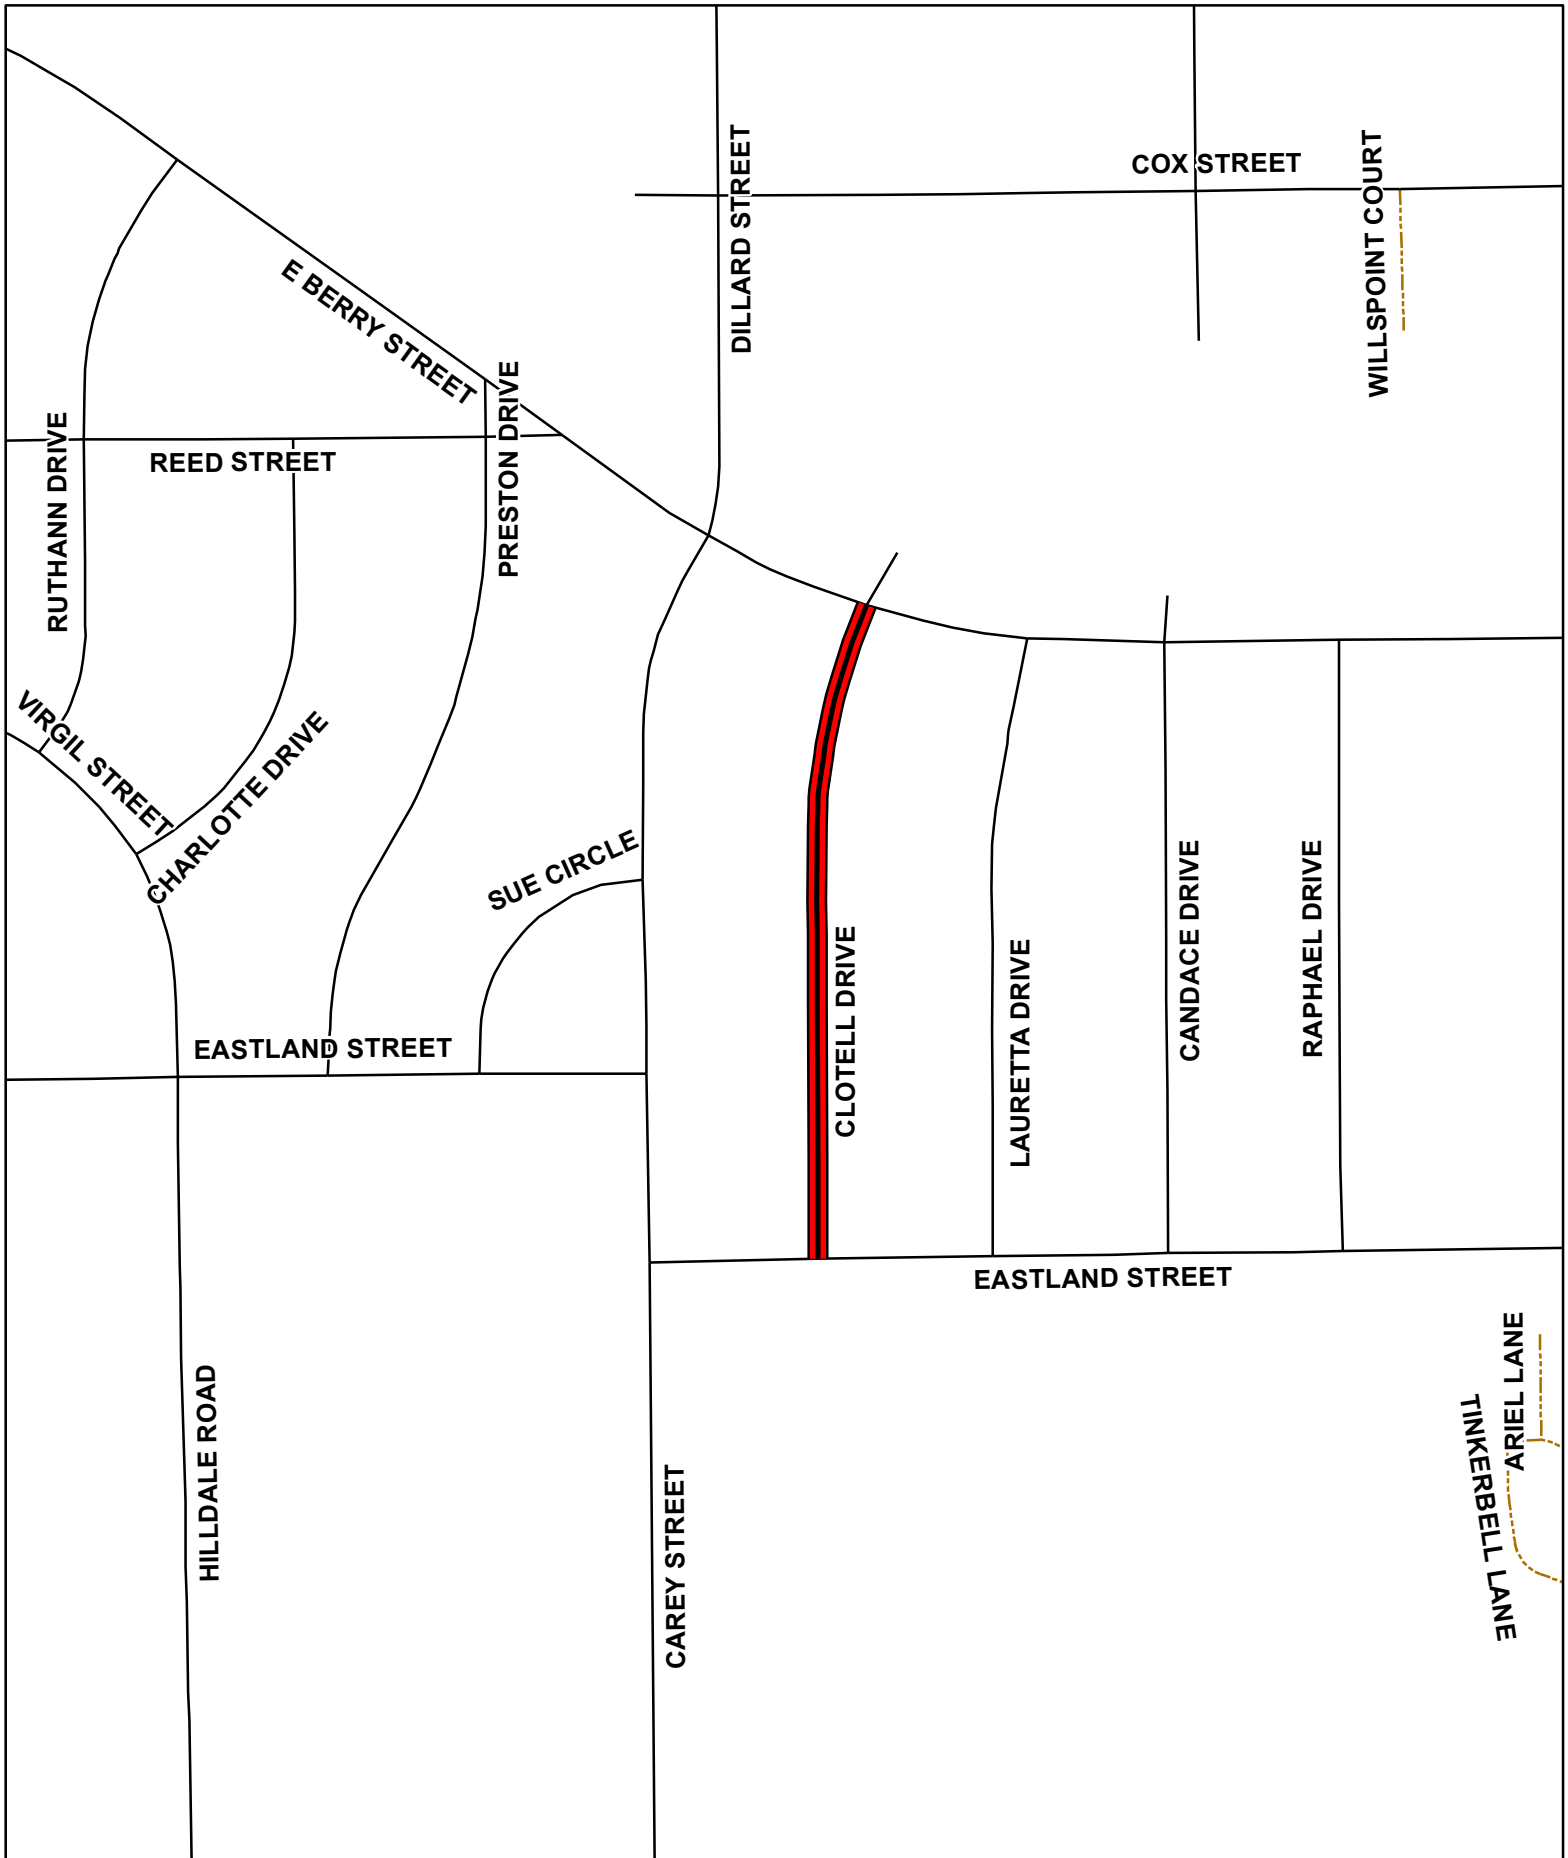 COX STREET
WILLSPOINT COURT
DILLARD STREET
E BERRY STREET
PRESTON DRIVE
RUTHANN DRIVE
REED STREET
VIRGIL STREET
CHARLOTTE DRIVE
SUE CIRCLE
CLOTELL DRIVE
LAURETTA DRIVE
CANDACE DRIVE
RAPHAEL DRIVE
EASTLAND STREET
EASTLAND STREET
ARIEL LANE
TINKERBELL LANE
HILLDALE ROAD
CAREY STREET